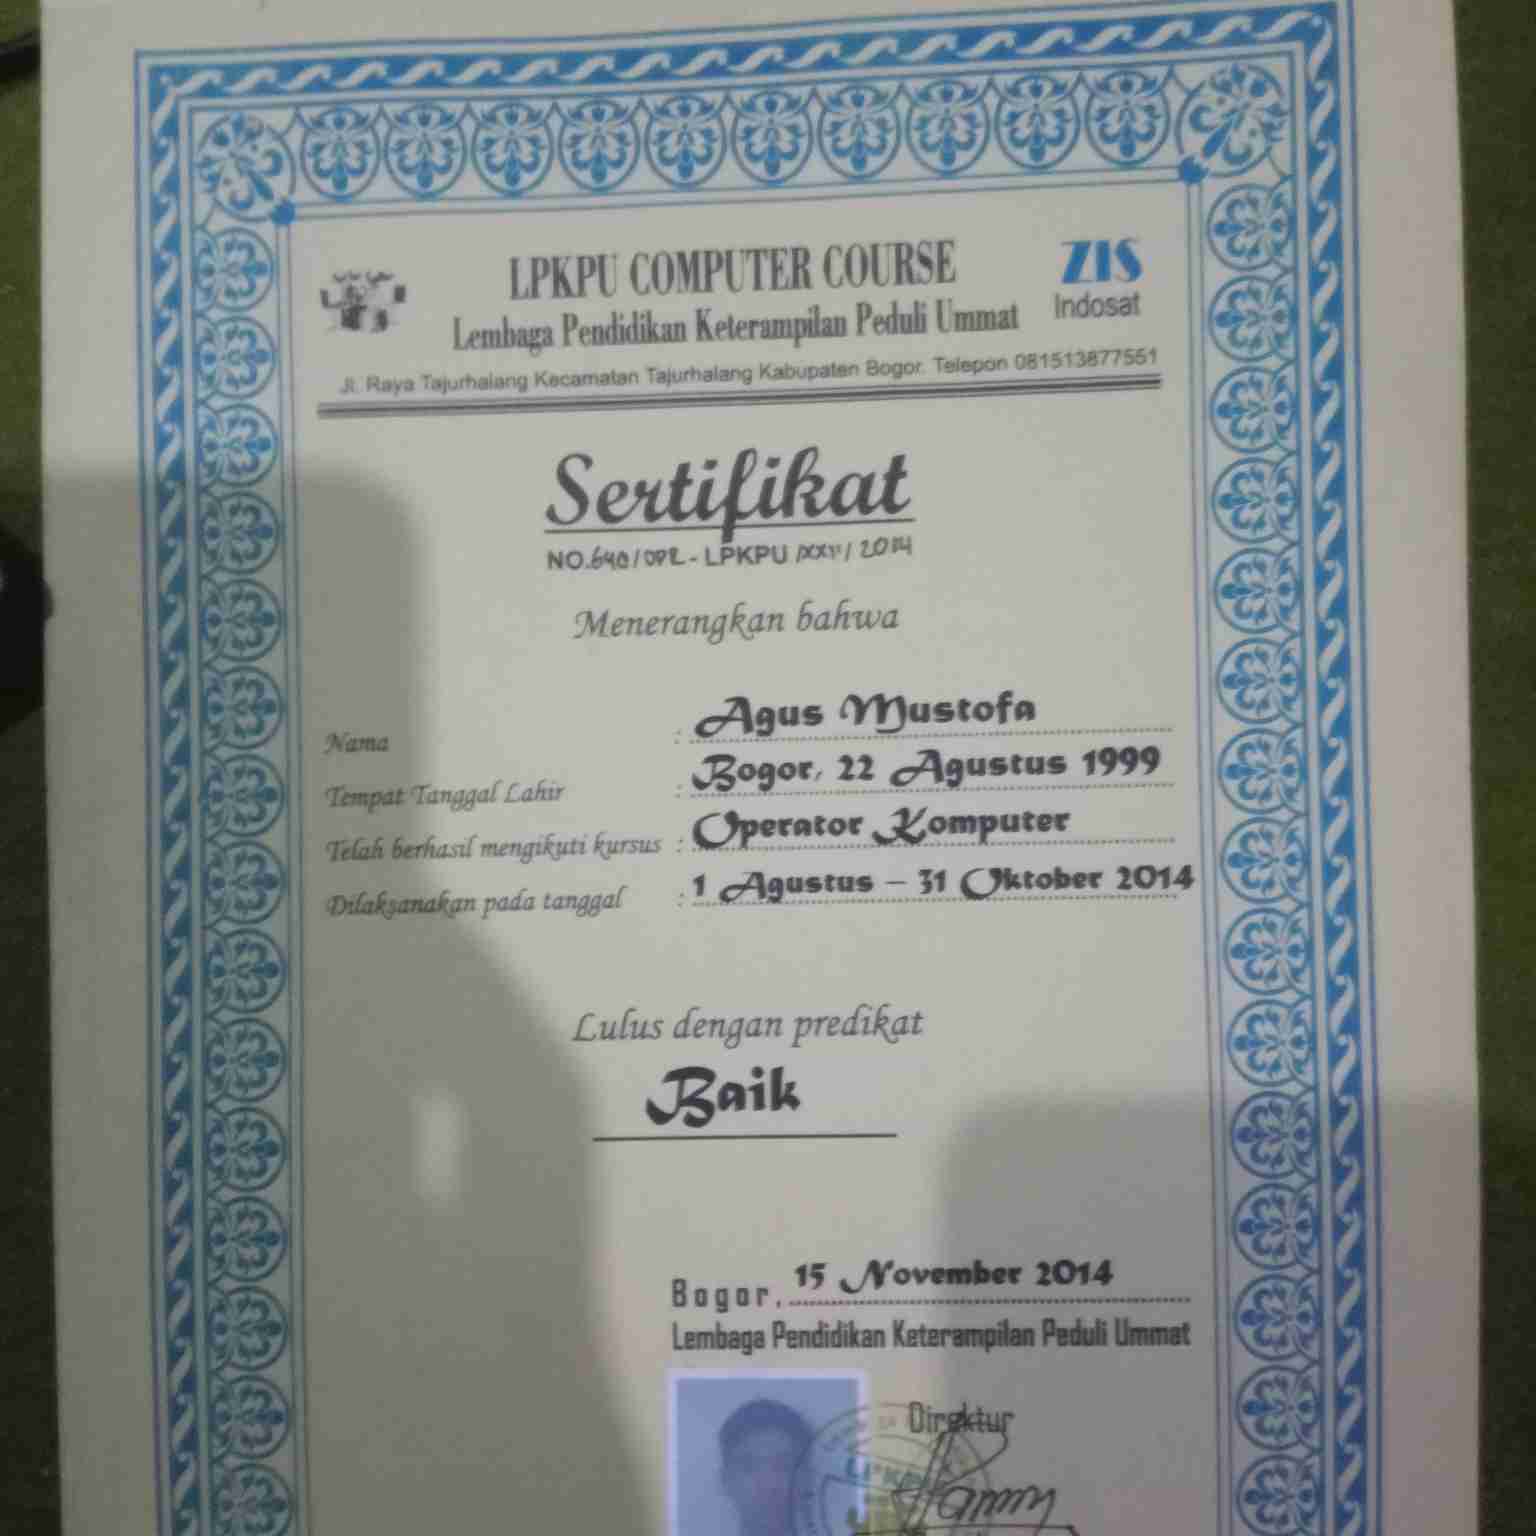 LPKPU COMPUTER COURSE
Lembaga Pendidikan Keterampilan Peduli Ummat
ZIS
Indosat
Jl. Raya Tajurhalang Kecamatan Tajurhalang Kabupaten Bogor. Telepon 081513877551
Sertifikat
NO. - LPKPU / 2014
Menerangkan bahwa
Nama : Agus Mustofa
Tempat Tanggal Lahir : Bogor, 22 Agustus 1999
Telah berhasil mengikuti kursus : Operator Komputer
Dilaksanakan pada tanggal : 1 Agustus – 31 Oktober 2014
Lulus dengan predikat
Baik
Bogor, 15 November 2014
Lembaga Pendidikan Keterampilan Peduli Ummat
Direktur